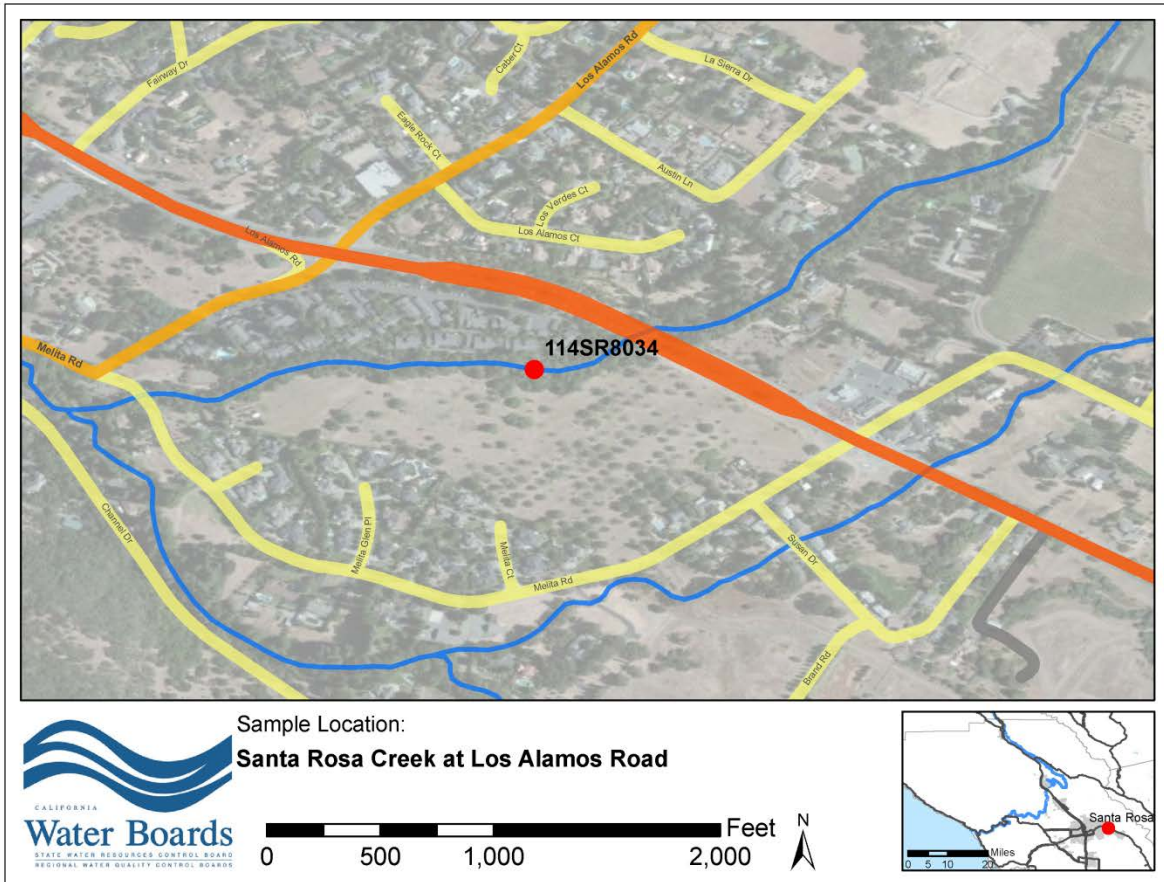 Fairway Dr
Caber Ct
Los Alamos Rd
La Sierra Dr
Eagle Rock Ct
Austin Ln
Los Verdes Ct
Los Alamos Ct
Los Alamos Rd
114SR8034
Melita Rd
Channel Dr
Melita Glen Pl
Melita Ct
Melita Rd
Susan Dr
Brand Rd
CALIFORNIA
Water Boards
STATE WATER RESOURCES CONTROL BOARD
REGIONAL WATER QUALITY CONTROL BOARDS
Sample Location:
Santa Rosa Creek at Los Alamos Road
Feet
0 500 1,000 2,000
N
Santa Rosa
Miles
0 5 10 20